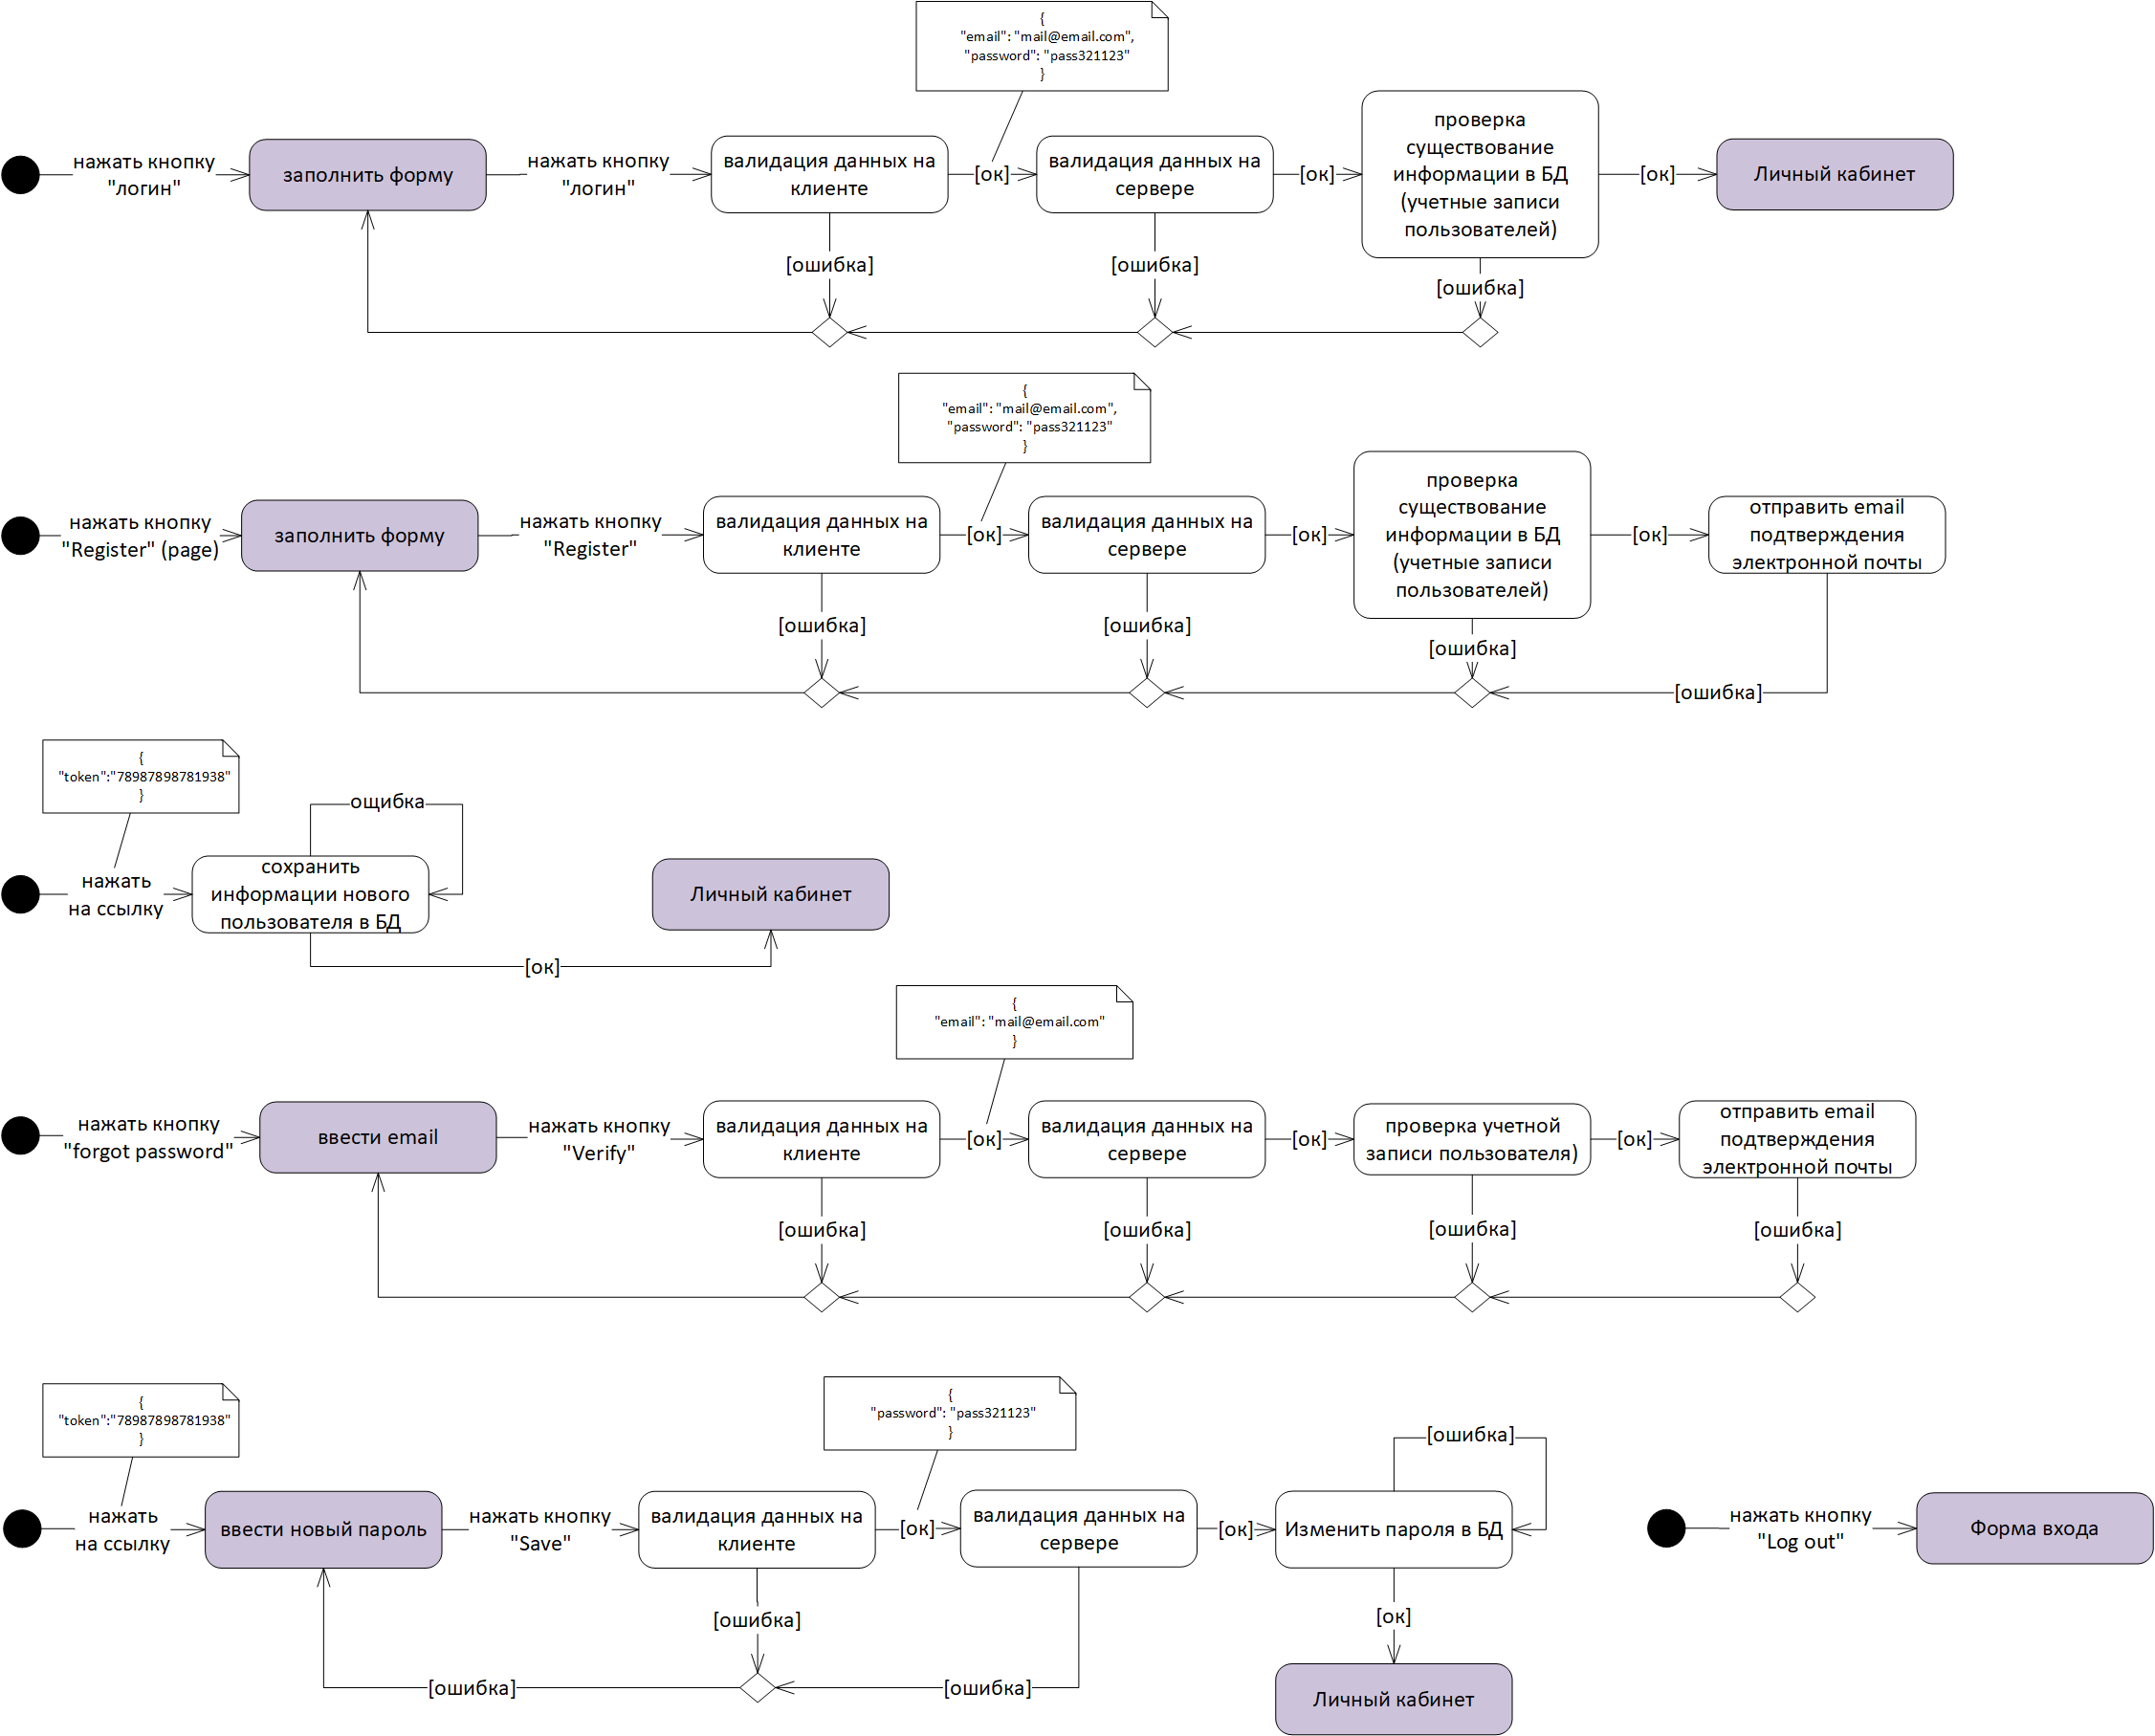 {
"email": "mail@email.com",
"password": "pass321123"
}
нажать кнопку
"логин"
заполнить форму
нажать кнопку
"логин"
валидация данных на
клиенте
[ок]
валидация данных на
сервере
[ок]
проверка
существование
информации в БД
(учетные записи
пользователей)
[ок]
Личный кабинет
[ошибка]
[ошибка]
[ошибка]
{
"email": "mail@email.com",
"password": "pass321123"
}
нажать кнопку
"Register" (page)
заполнить форму
нажать кнопку
"Register"
валидация данных на
клиенте
[ок]
валидация данных на
сервере
[ок]
проверка
существование
информации в БД
(учетные записи
пользователей)
[ок]
отправить email
подтверждения
электронной почты
[ошибка]
[ошибка]
[ошибка]
[ошибка]
{
"token":"78987898781938"
}
ощибка
нажать
на ссылку
сохранить
информации нового
пользователя в БД
Личный кабинет
[ок]
{
"email": "mail@email.com"
}
нажать кнопку
"forgot password"
ввести email
нажать кнопку
"Verify"
валидация данных на
клиенте
[ок]
валидация данных на
сервере
[ок]
проверка учетной
записи пользователя)
[ок]
отправить email
подтверждения
электронной почты
[ошибка]
[ошибка]
[ошибка]
[ошибка]
{
"token":"78987898781938"
}
{
"password": "pass321123"
}
[ошибка]
нажать
на ссылку
ввести новый пароль
нажать кнопку
"Save"
валидация данных на
клиенте
[ок]
валидация данных на
сервере
[ок]
Изменить пароля в БД
нажать кнопку
"Log out"
Форма входа
[ошибка]
[ок]
[ошибка]
[ошибка]
Личный кабинет